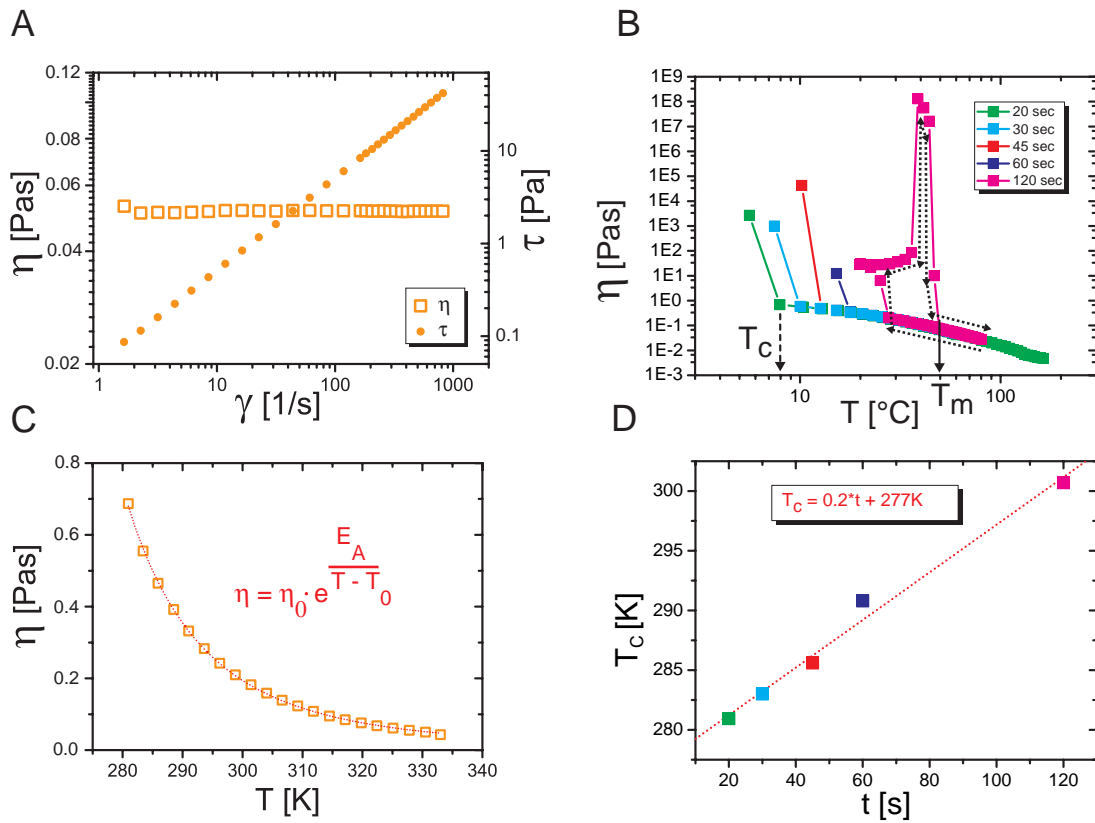 A
0.12
0.1
0.08
0.06
0.04
0.02
η [Pas]
10
1
0.1
τ [Pa]
η
τ
1
10
100
1000
γ [1/s]
B
1E9
1E8
1E7
1E6
1E5
1E4
1E3
1E2
1E1
1E0
1E-1
1E-2
1E-3
η [Pas]
20 sec
30 sec
45 sec
60 sec
120 sec
T_C
T_m
10
100
T [°C]
C
0.8
0.6
0.4
0.2
0.0
η [Pas]
η = η_0 · e^(E_A / (T - T_0))
280
290
300
310
320
330
340
T [K]
D
300
295
290
285
280
T_C [K]
T_C = 0.2*t + 277K
20
40
60
80
100
120
t [s]